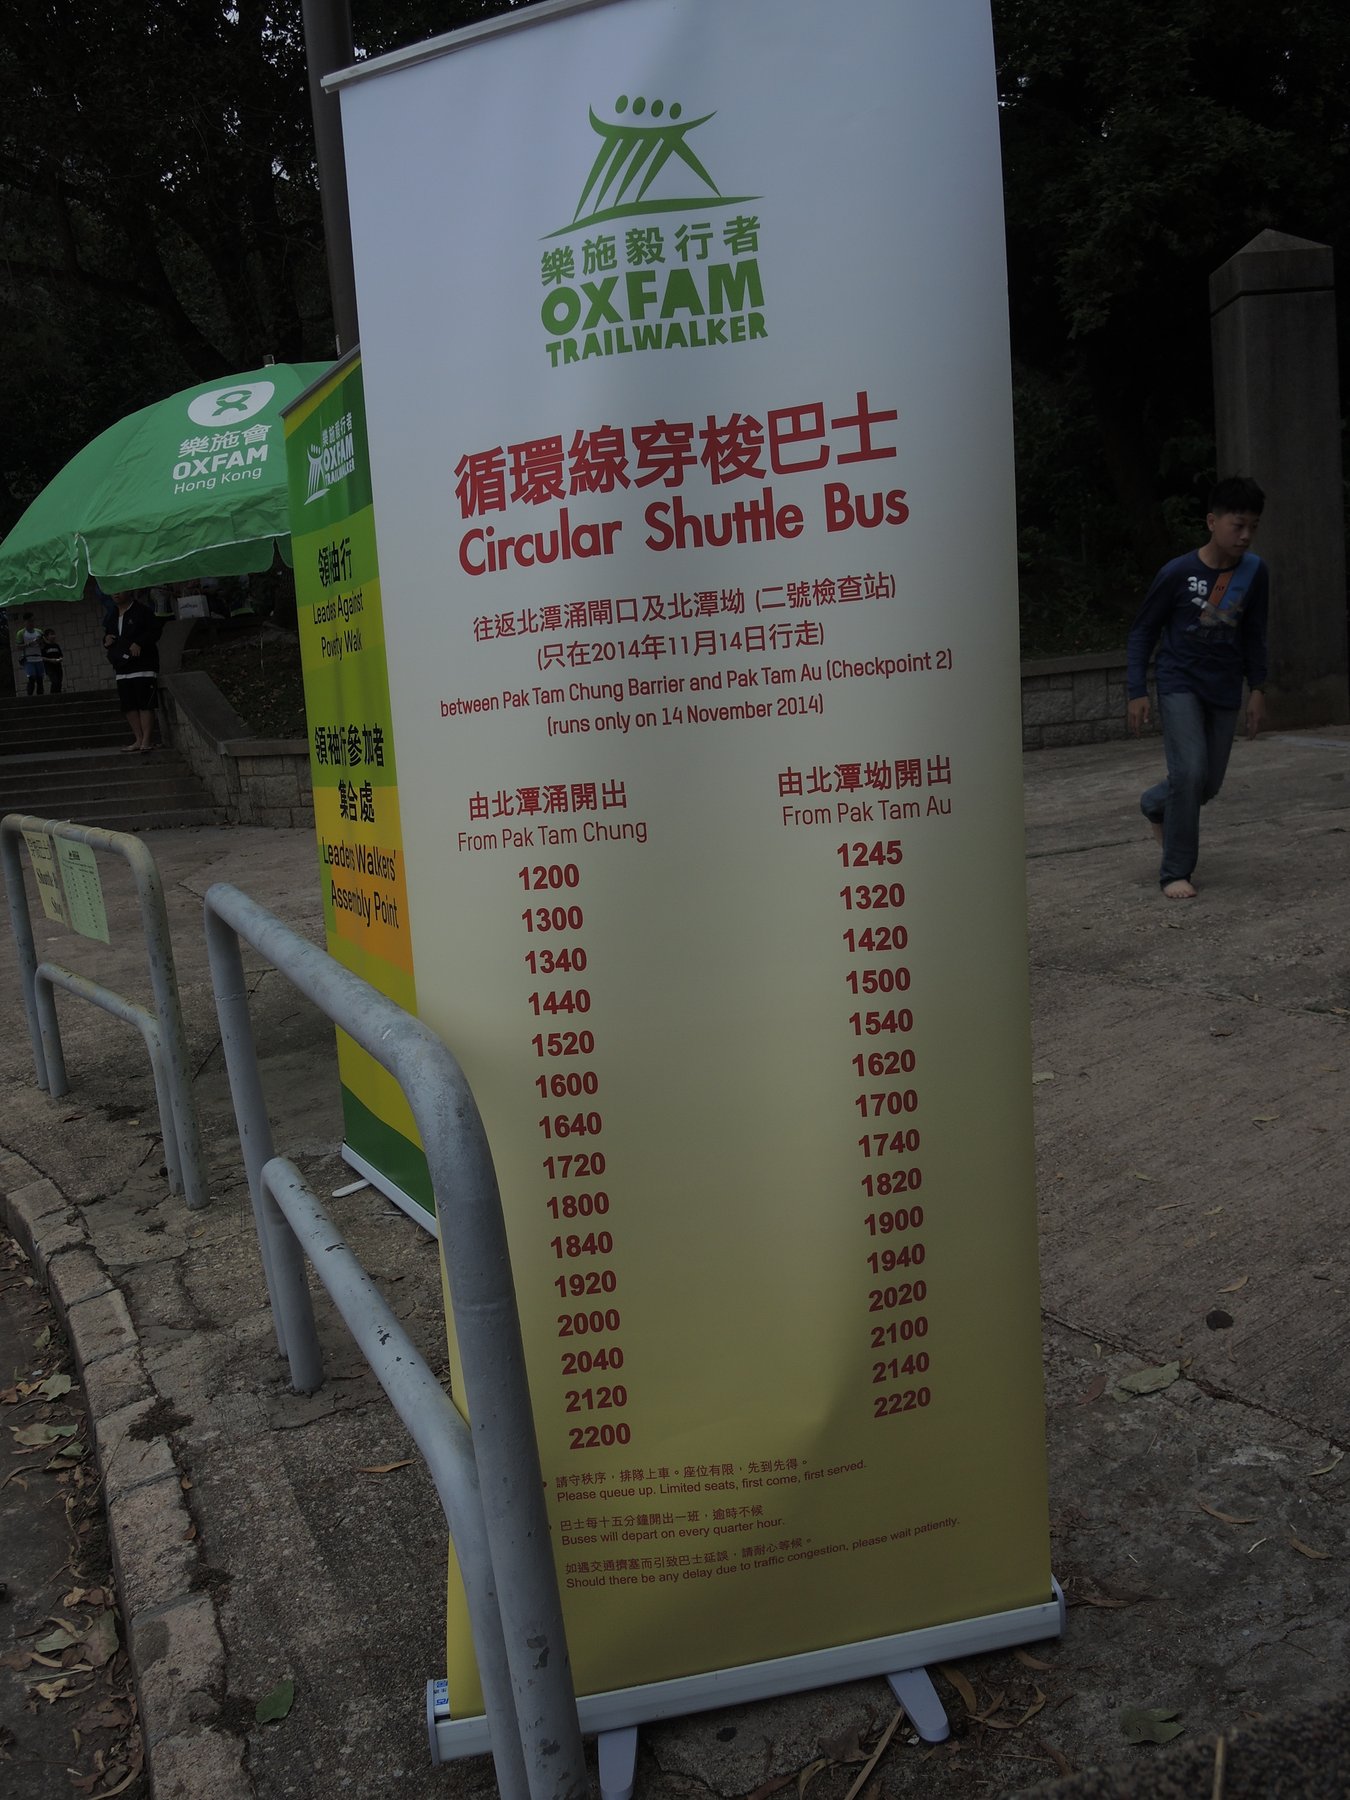 樂施毅行者
OXFAM
TRAILWALKER
循環線穿梭巴士
Circular Shuttle Bus
往返北潭涌閘口及北潭坳 (二號檢查站)
(只在2014年11月14日行走)
between Pak Tam Chung Barrier and Pak Tam Au (Checkpoint 2)
(runs only on 14 November 2014)
由北潭涌開出
From Pak Tam Chung
1200
1300
1340
1440
1520
1600
1640
1720
1800
1840
1920
2000
2040
2120
2200
由北潭坳開出
From Pak Tam Au
1245
1320
1420
1500
1540
1620
1700
1740
1820
1900
1940
2020
2100
2140
2220
請守秩序，排隊上車。座位有限，先到先得。
Please queue up. Limited seats, first come, first served.
巴士每十五分鐘開出一班，逾時不候
Buses will depart on every quarter hour.
如遇交通擠塞而引致巴士延誤，請耐心等候。
Should there be any delay due to traffic congestion, please wait patiently.
樂施會
OXFAM
Hong Kong
樂施毅行者
OXFAM
TRAILWALKER
領袖行
Leaders Against
Poverty Walk
領袖行參加者
集合處
Leaders Walkers'
Assembly Point
36